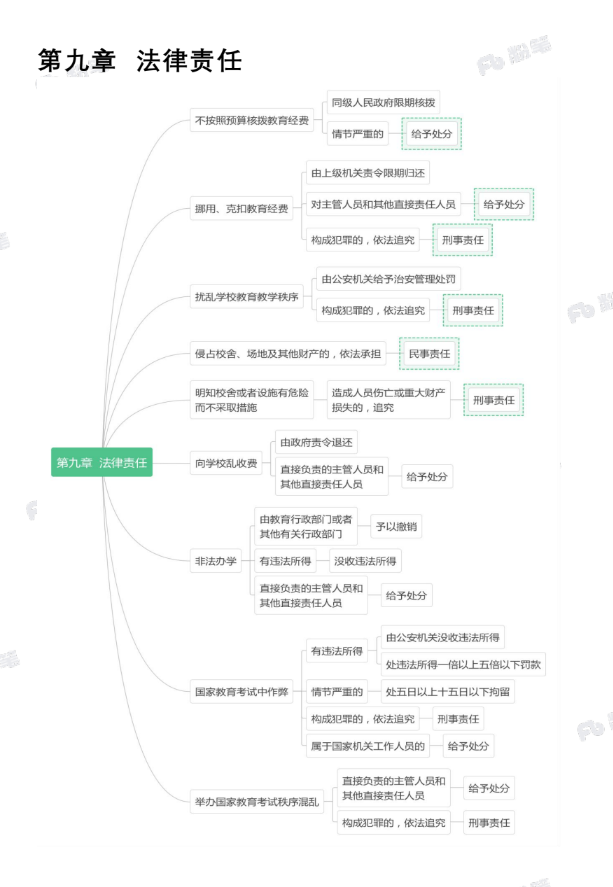 第九章 法律责任
粉笔
不按照预算核拨教育经费
同级人民政府限期核拨
情节严重的
给予处分
挪用、克扣教育经费
由上级机关责令限期归还
对主管人员和其他直接责任人员
给予处分
构成犯罪的，依法追究
刑事责任
扰乱学校教育教学秩序
由公安机关给予治安管理处罚
构成犯罪的，依法追究
刑事责任
侵占校舍、场地及其他财产的，依法承担
民事责任
明知校舍或者设施有危险
而不采取措施
造成人员伤亡或重大财产
损失的，追究
刑事责任
第九章 法律责任
向学校乱收费
由政府责令退还
直接负责的主管人员和
其他直接责任人员
给予处分
非法办学
由教育行政部门或者
其他有关行政部门
予以撤销
有违法所得
没收违法所得
直接负责的主管人员和
其他直接责任人员
给予处分
国家教育考试中作弊
有违法所得
由公安机关没收违法所得
处违法所得一倍以上五倍以下罚款
情节严重的
处五日以上十五日以下拘留
构成犯罪的，依法追究
刑事责任
属于国家机关工作人员的
给予处分
举办国家教育考试秩序混乱
直接负责的主管人员和
其他直接责任人员
给予处分
构成犯罪的，依法追究
刑事责任